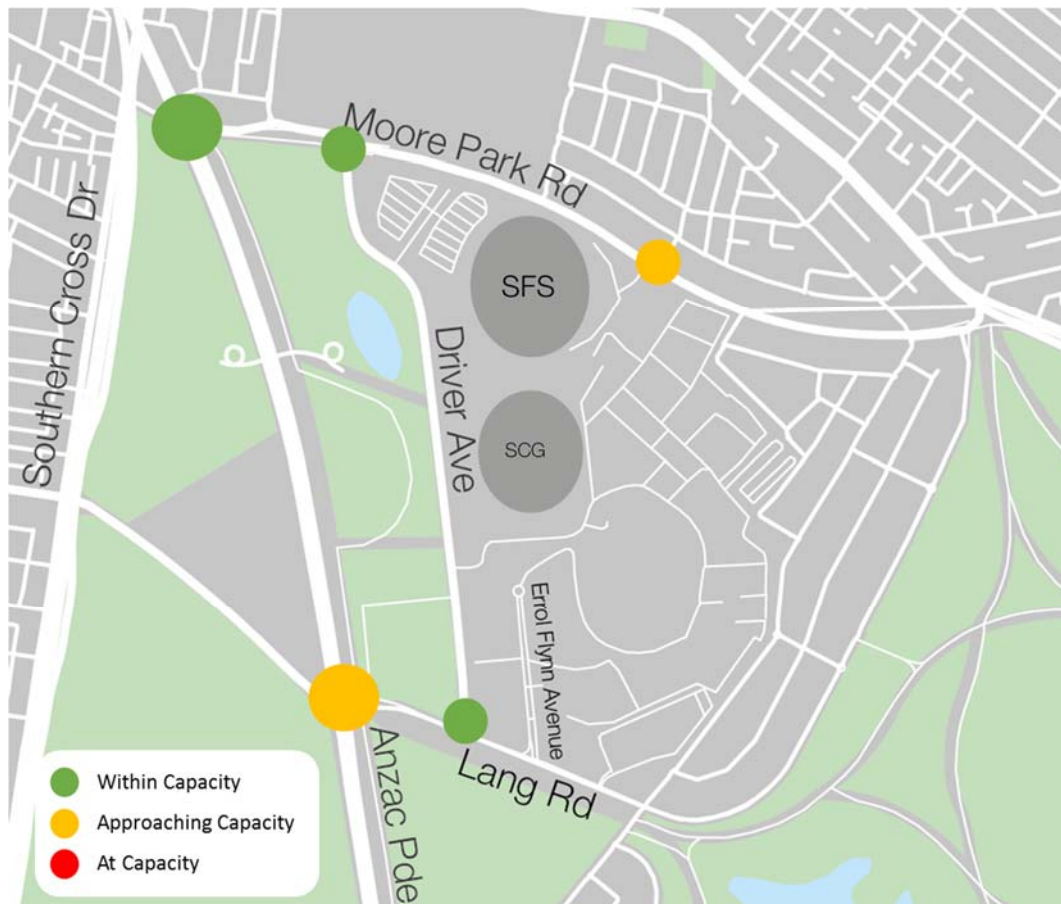 Moore Park Rd
Southern Cross Dr
SFS
Driver Ave
SCG
Errol Flynn Avenue
Anzac Pde
Lang Rd
Within Capacity
Approaching Capacity
At Capacity